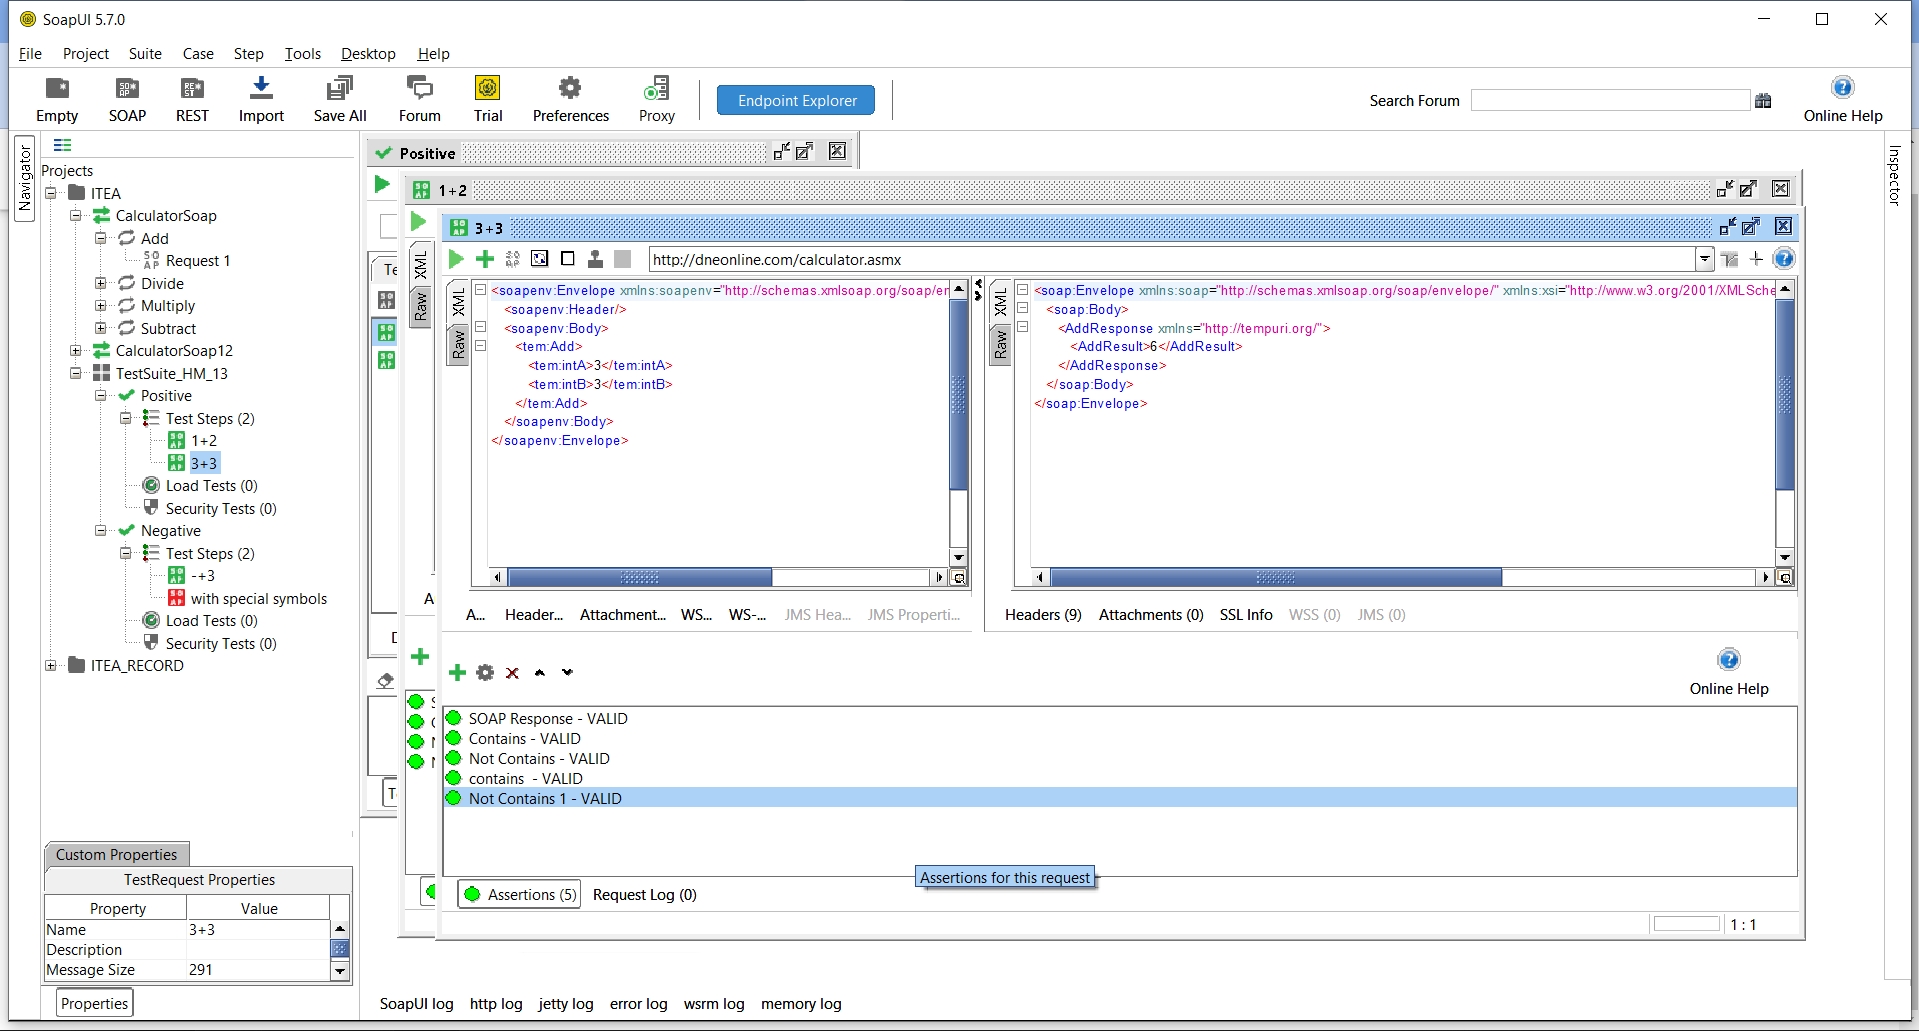 SoapUI 5.7.0
File Project Suite Case Step Tools Desktop Help
Empty SOAP REST Import Save All Forum Trial Preferences Proxy
Endpoint Explorer
Search Forum
Online Help
Navigator
Inspector
Projects
ITEA
CalculatorSoap
Add
Request 1
Divide
Multiply
Subtract
CalculatorSoap12
TestSuite_HM_13
Positive
Test Steps (2)
1+2
3+3
Load Tests (0)
Security Tests (0)
Negative
Test Steps (2)
-+3
with special symbols
Load Tests (0)
Security Tests (0)
ITEA_RECORD
Custom Properties
TestRequest Properties
Property Value
Name 3+3
Description
Message Size 291
Properties
Positive
1+2
XML
Raw
3+3
http://dneonline.com/calculator.asmx
XML
Raw
<soapenv:Envelope xmlns:soapenv="http://schemas.xmlsoap.org/soap/er
<soapenv:Header/>
<soapenv:Body>
<tem:Add>
<tem:intA>3</tem:intA>
<tem:intB>3</tem:intB>
</tem:Add>
</soapenv:Body>
</soapenv:Envelope>
XML
Raw
<soap:Envelope xmlns:soap="http://schemas.xmlsoap.org/soap/envelope/" xmlns:xsi="http://www.w3.org/2001/XMLSche
<soap:Body>
<AddResponse xmlns="http://tempuri.org/">
<AddResult>6</AddResult>
</AddResponse>
</soap:Body>
</soap:Envelope>
A... Header... Attachment... WS... WS-... JMS Hea... JMS Properti...
Headers (9) Attachments (0) SSL Info WSS (0) JMS (0)
Online Help
SOAP Response - VALID
Contains - VALID
Not Contains - VALID
contains - VALID
Not Contains 1 - VALID
Assertions for this request
Assertions (5) Request Log (0)
1 : 1
SoapUI log http log jetty log error log wsrm log memory log